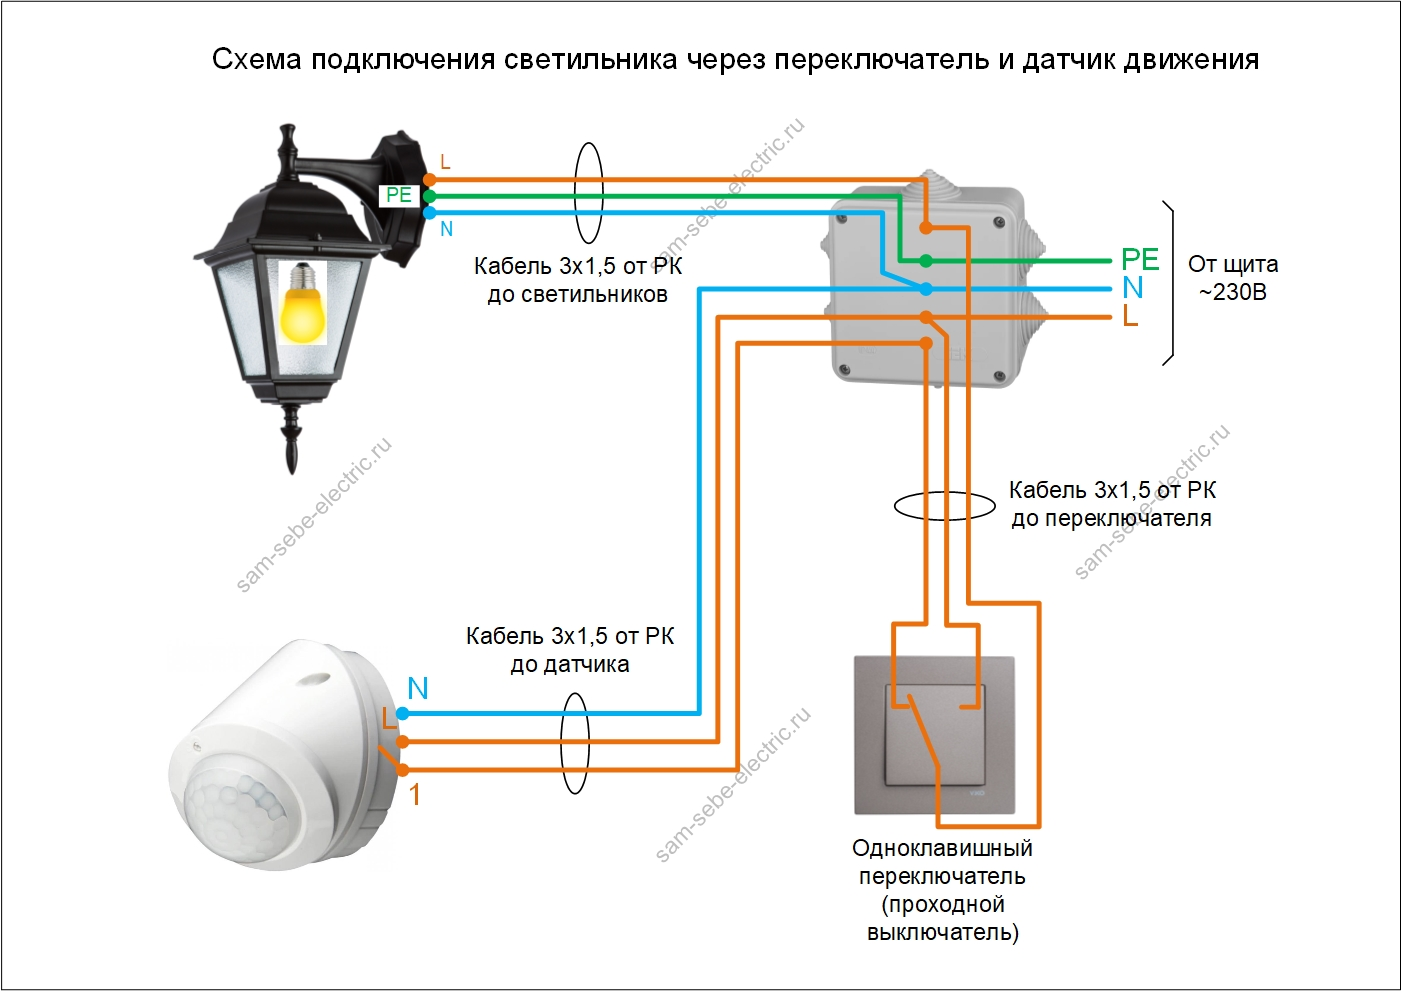 Схема подключения светильника через переключатель и датчик движения
sam-sebe-electric.ru
L
PE
N
Кабель 3х1,5 от РК
до светильников
PE
N
L
От щита
~230В
sam-sebe-electric.ru
sam-sebe-electric.ru
Кабель 3х1,5 от РК
до переключателя
Кабель 3х1,5 от РК
до датчика
N
L
1
sam-sebe-electric.ru
Одноклавишный
переключатель
(проходной
выключатель)